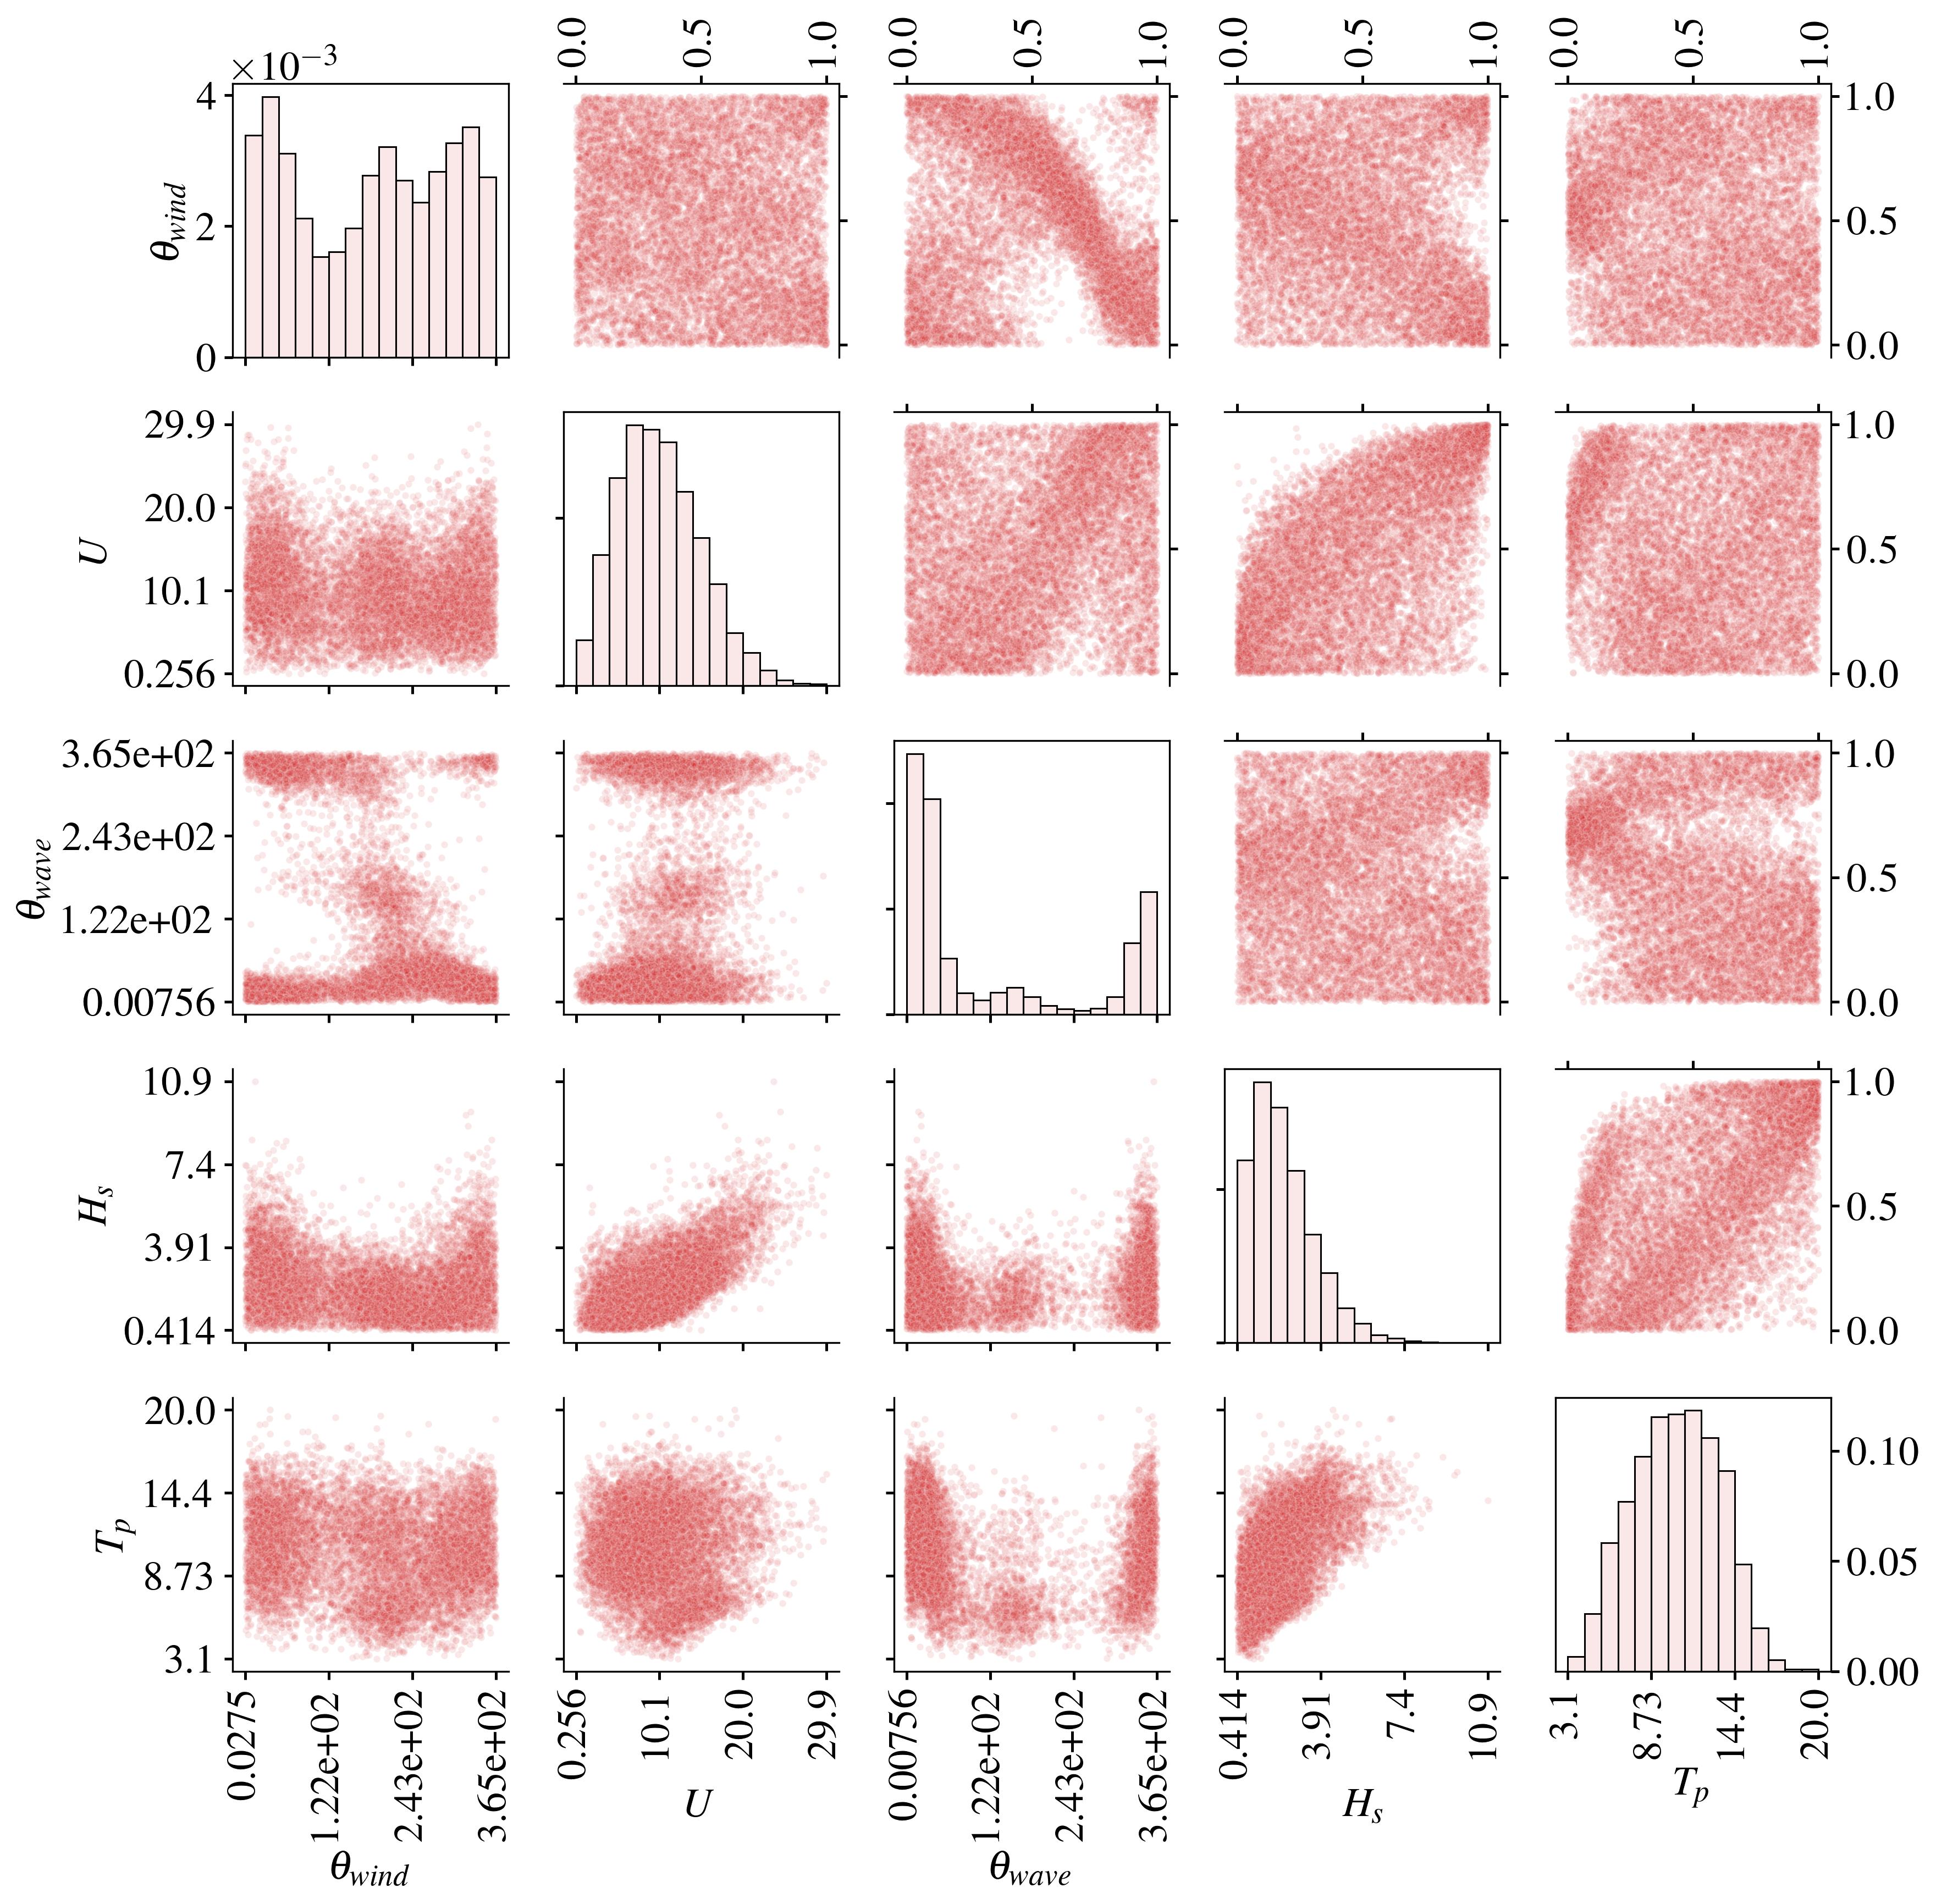 0.0 0.5 1.0 0.0 0.5 1.0 0.0 0.5 1.0 0.0 0.5 1.0
×10⁻³
4 1.0
θwind 2 0.5
0 0.0
29.9 1.0
20.0
U 0.5
10.1
0.256 0.0
3.65e+02 1.0
2.43e+02
θwave 0.5
1.22e+02
0.00756 0.0
10.9 1.0
7.4
Hs 0.5
3.91
0.414 0.0
20.0
0.10
14.4
Tp 0.05
8.73
3.1 0.00
0.0275 1.22e+02 2.43e+02 3.65e+02 0.256 10.1 20.0 29.9 0.00756 1.22e+02 2.43e+02 3.65e+02 0.414 3.91 7.4 10.9 3.1 8.73 14.4 20.0
θwind U θwave Hs Tp